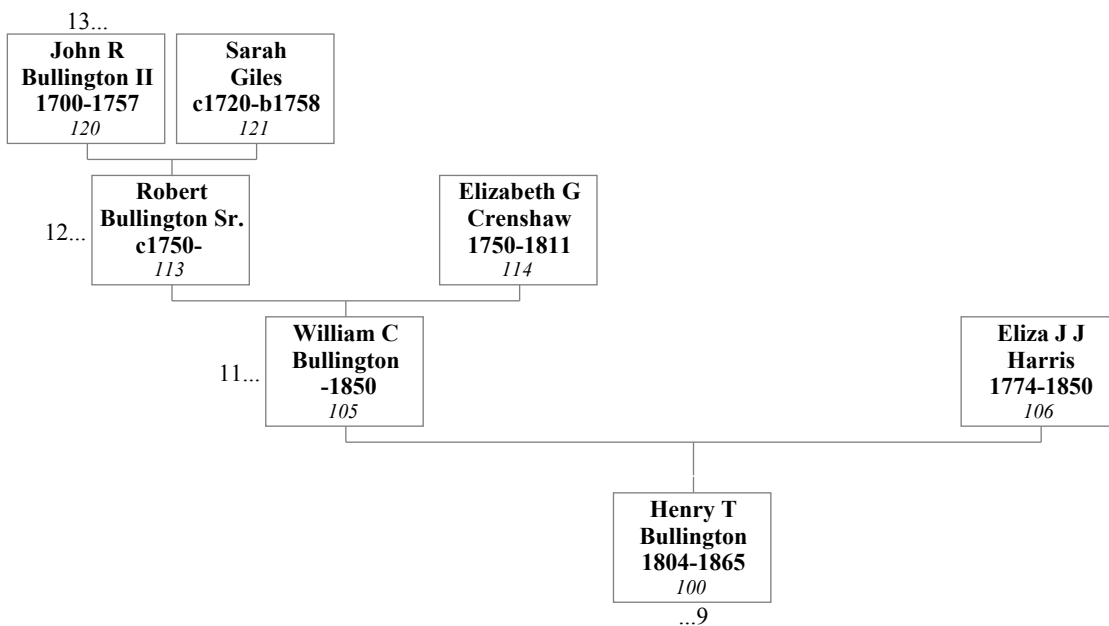 13...
John R
Bullington II
1700-1757
120
Sarah
Giles
c1720-b1758
121
12...
Robert
Bullington Sr.
c1750-
113
Elizabeth G
Crenshaw
1750-1811
114
11...
William C
Bullington
-1850
105
Eliza J J
Harris
1774-1850
106
Henry T
Bullington
1804-1865
100
...9